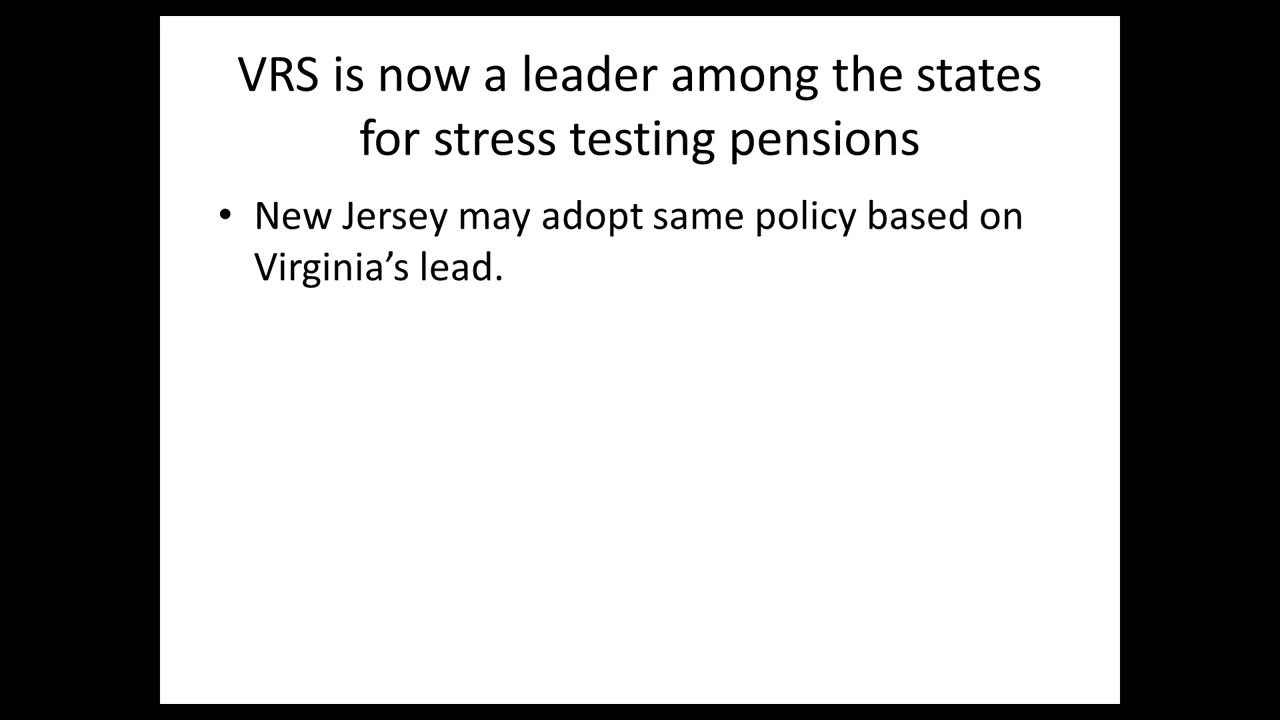 VRS is now a leader among the states
for stress testing pensions
• New Jersey may adopt same policy based on
Virginia’s lead.